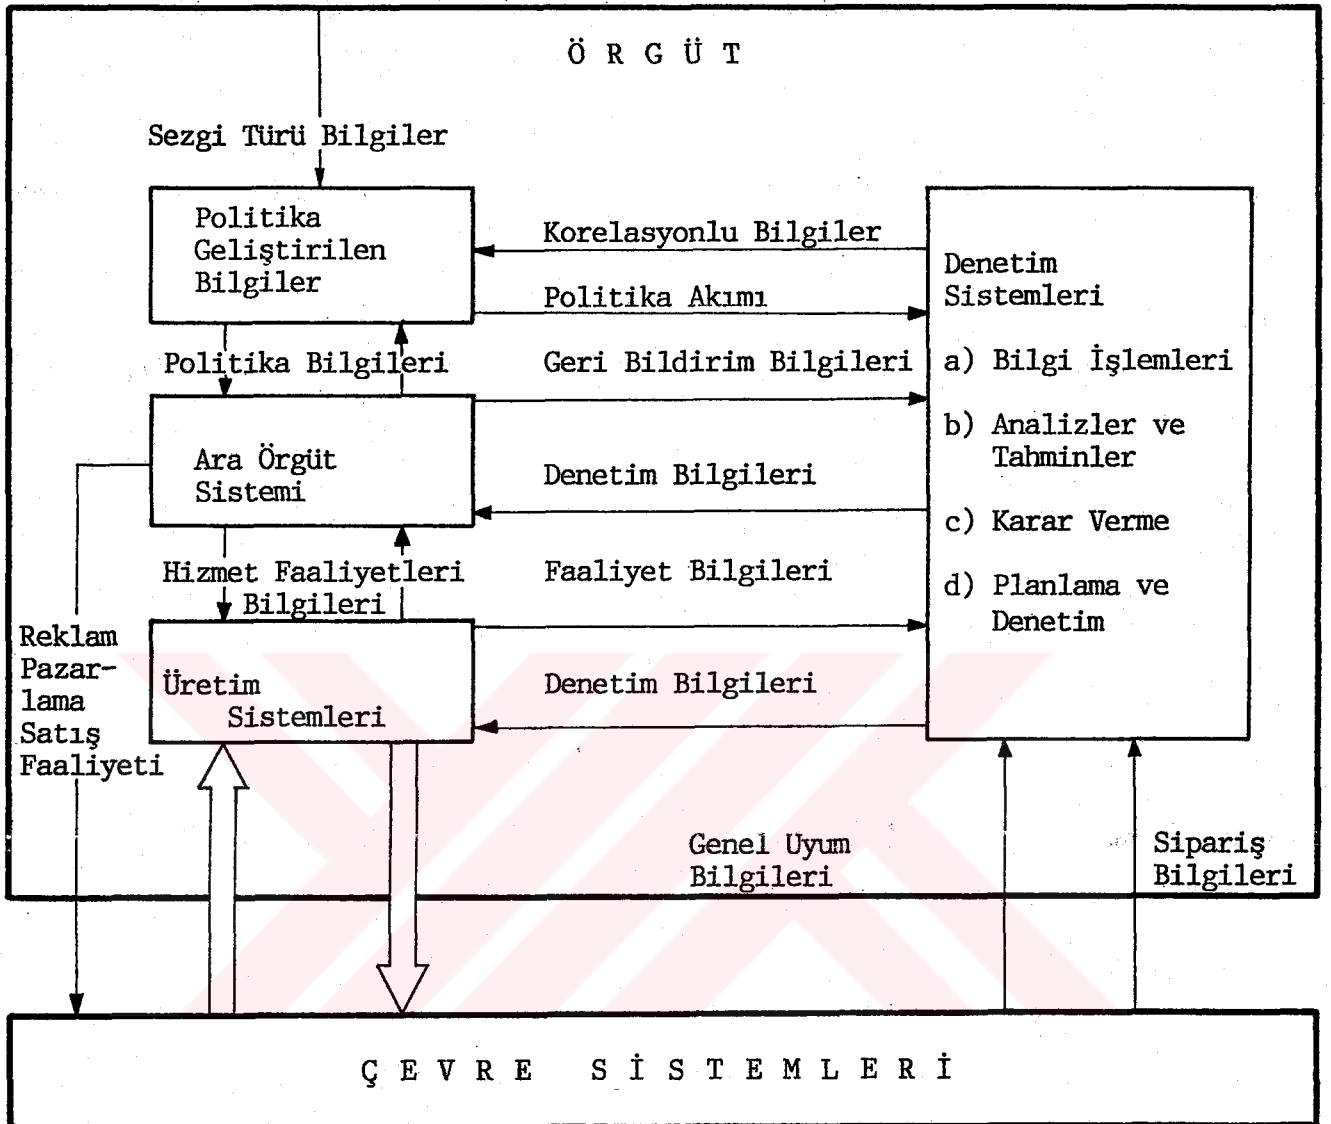 Ö R G Ü T
Sezgi Türü Bilgiler
Politika
Geliştirilen
Bilgiler
Korelasyonlu Bilgiler
Politika Akımı
Politika Bilgileri
Geri Bildirim Bilgileri
Ara Örgüt
Sistemi
Denetim Bilgileri
Hizmet Faaliyetleri
Bilgileri
Faaliyet Bilgileri
Üretim
Sistemleri
Denetim Bilgileri
Denetim
Sistemleri
a) Bilgi İşlemleri
b) Analizler ve
Tahminler
c) Karar Verme
d) Planlama ve
Denetim
Reklam
Pazar-
lama
Satış
Faaliyeti
Genel Uyum
Bilgileri
Sipariş
Bilgileri
Ç E V R E S İ S T E M L E R İ